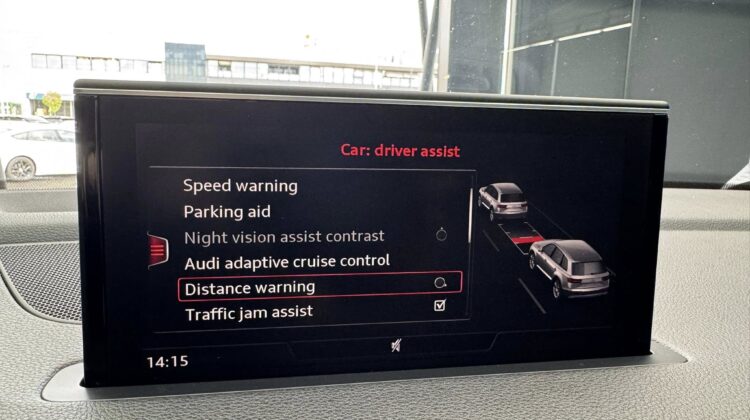 Car: driver assist
Speed warning
Parking aid
Night vision assist contrast
Audi adaptive cruise control
Distance warning
Traffic jam assist
14:15